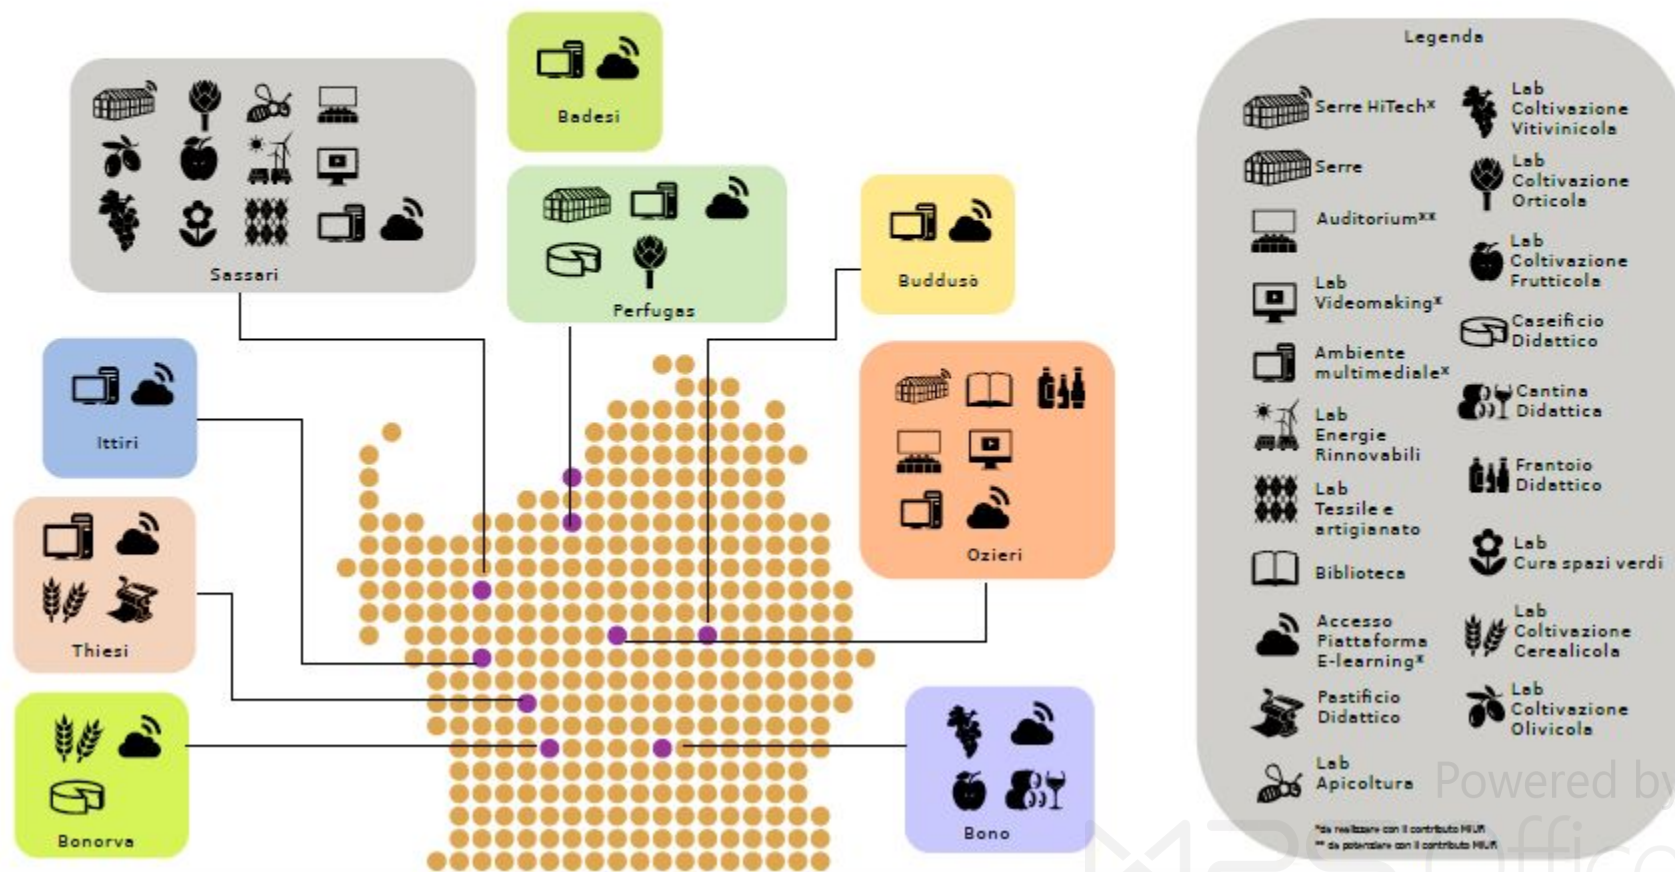 Badesi
Sassari
Perfugas
Buddusò
Ittiri
Ozieri
Thiesi
Bonorva
Bono
Legenda
Serre HiTech*
Serre
Auditorium**
Lab
Videomaking*
Ambiente
multimediale*
Lab
Energie
Rinnovabili
Lab
Tessile e
artigianato
Biblioteca
Accesso
Piattaforma
E-learning*
Pastificio
Didattico
Lab
Apicoltura
Lab
Coltivazione
Vitivinicola
Lab
Coltivazione
Orticola
Lab
Coltivazione
Frutticola
Caseificio
Didattico
Cantina
Didattica
Frantoio
Didattico
Lab
Cura spazi verdi
Lab
Coltivazione
Cerealicola
Lab
Coltivazione
Olivicola
*da realizzare con il contributo MIUR
** da potenziare con il contributo MIUR
Powered by